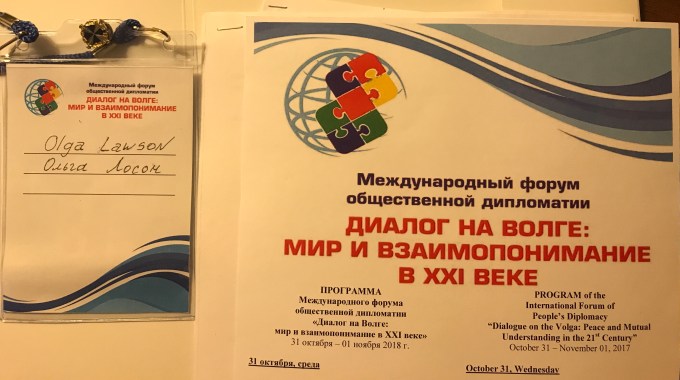 Международный форум
общественной дипломатии
ДИАЛОГ НА ВОЛГЕ:
МИР И ВЗАИМОПОНИМАНИЕ
В XXI ВЕКЕ
Olga Lawson
Ольга Лосон
Международный форум
общественной дипломатии
ДИАЛОГ НА ВОЛГЕ:
МИР И ВЗАИМОПОНИМАНИЕ
В XXI ВЕКЕ
ПРОГРАММА
Международного форума
общественной дипломатии
«Диалог на Волге:
мир и взаимопонимание в XXI веке»
31 октября – 01 ноября 2018 г.
31 октября, среда
PROGRAM of the
International Forum of
People's Diplomacy
“Dialogue on the Volga: Peace and Mutual
Understanding in the 21st Century”
October 31 – November 01, 2017
October 31, Wednesday